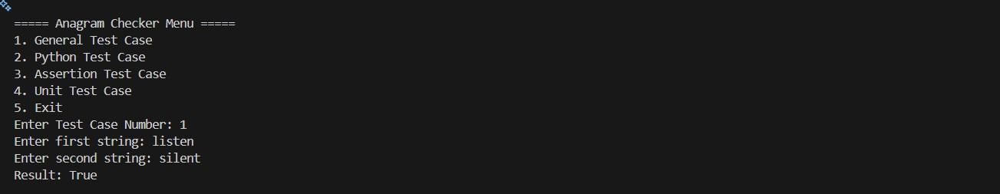 ===== Anagram Checker Menu =====
1. General Test Case
2. Python Test Case
3. Assertion Test Case
4. Unit Test Case
5. Exit
Enter Test Case Number: 1
Enter first string: listen
Enter second string: silent
Result: True